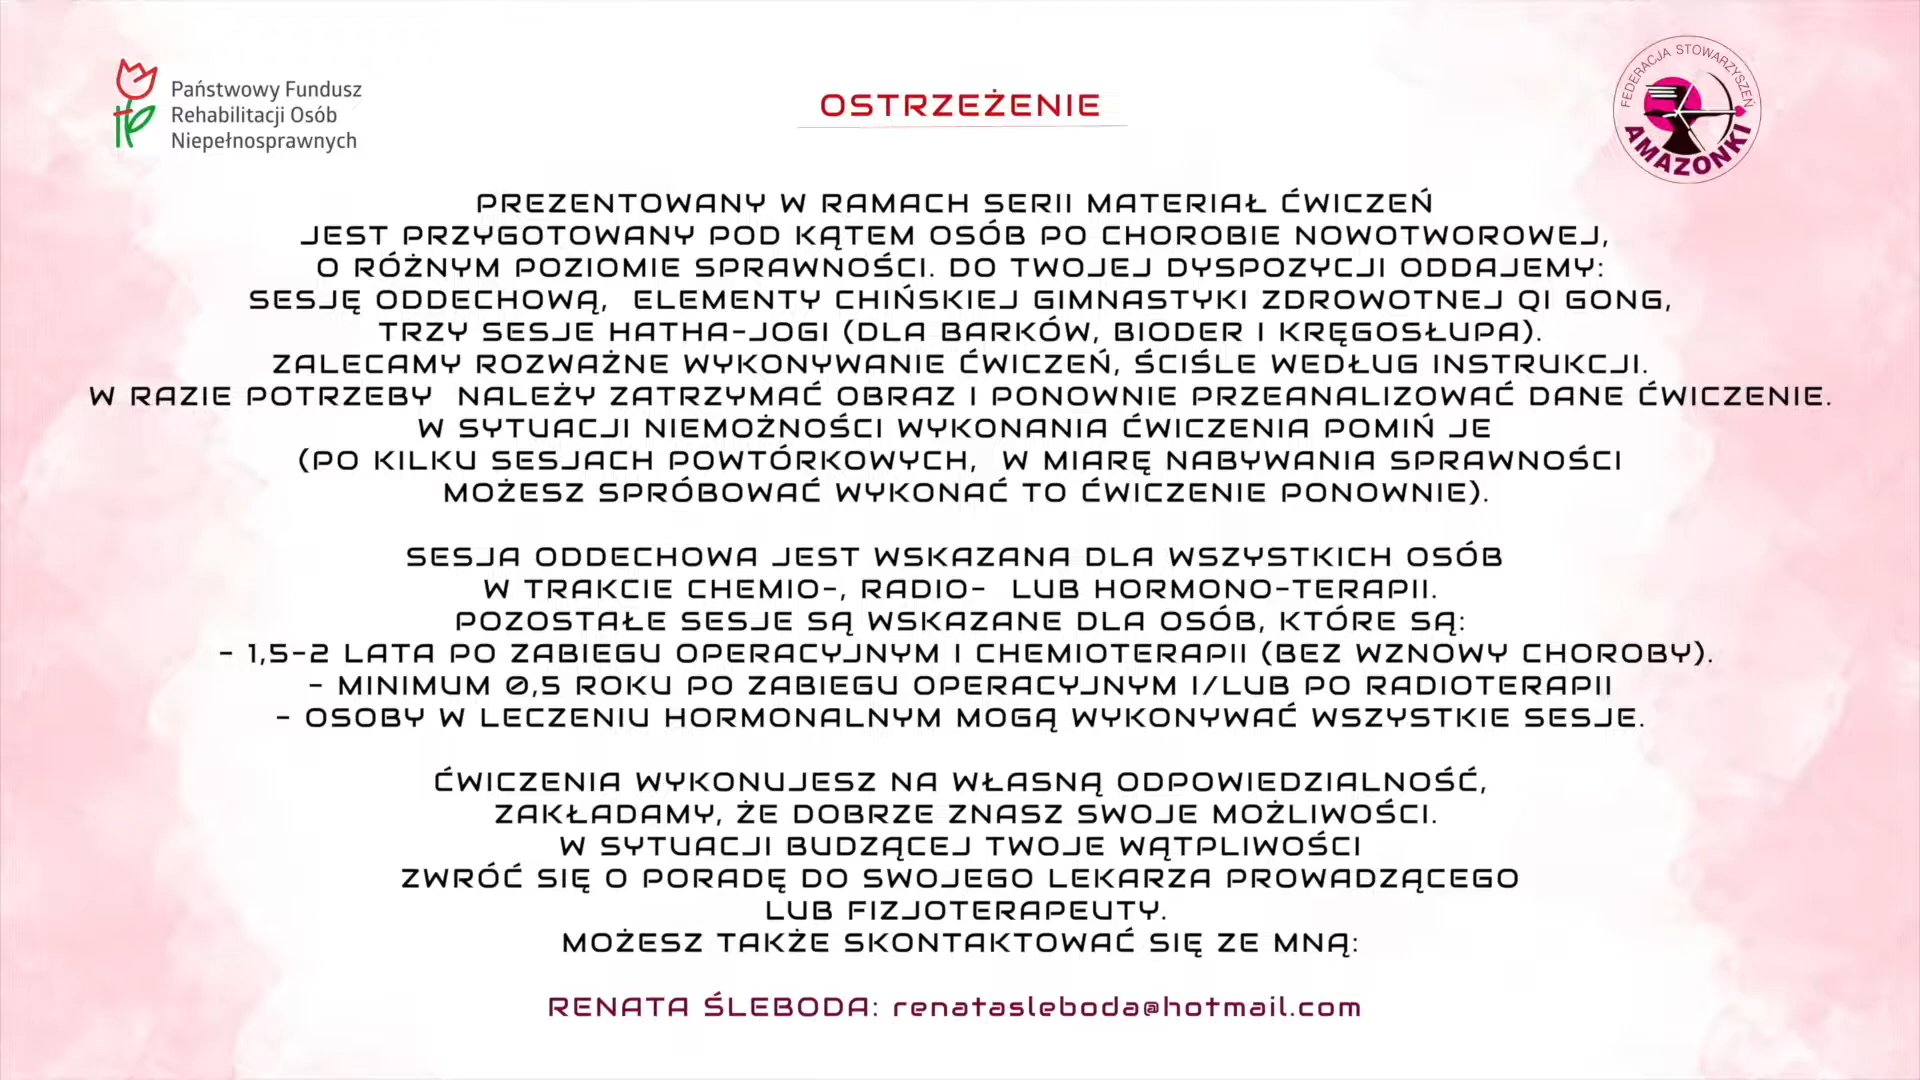 Państwowy Fundusz
Rehabilitacji Osób
Niepełnosprawnych
OSTRZEŻENIE
FEDERACJA STOWARZYSZEŃ
AMAZONKI
PREZENTOWANY W RAMACH SERII MATERIAŁ ĆWICZEŃ
JEST PRZYGOTOWANY POD KĄTEM OSÓB PO CHOROBIE NOWOTWOROWEJ,
O RÓŻNYM POZIOMIE SPRAWNOŚCI. DO TWOJEJ DYSPOZYCJI ODDAJEMY:
SESJĘ ODDECHOWĄ, ELEMENTY CHIŃSKIEJ GIMNASTYKI ZDROWOTNEJ QI GONG,
TRZY SESJE HATHA-JOGI (DLA BARKÓW, BIODER I KRĘGOSŁUPA).
ZALECAMY ROZWAŻNE WYKONYWANIE ĆWICZEŃ, ŚCIŚLE WEDŁUG INSTRUKCJI.
W RAZIE POTRZEBY NALEŻY ZATRZYMAĆ OBRAZ I PONOWNIE PRZEANALIZOWAĆ DANE ĆWICZENIE.
W SYTUACJI NIEMOŻNOŚCI WYKONANIA ĆWICZENIA POMIŃ JE
(PO KILKU SESJACH POWTÓRKOWYCH, W MIARĘ NABYWANIA SPRAWNOŚCI
MOŻESZ SPRÓBOWAĆ WYKONAĆ TO ĆWICZENIE PONOWNIE).
SESJA ODDECHOWA JEST WSKAZANA DLA WSZYSTKICH OSÓB
W TRAKCIE CHEMIO-, RADIO- LUB HORMONO-TERAPII.
POZOSTAŁE SESJE SĄ WSKAZANE DLA OSÓB, KTÓRE SĄ:
- 1,5-2 LATA PO ZABIEGU OPERACYJNYM I CHEMIOTERAPII (BEZ WZNOWY CHOROBY).
- MINIMUM 0,5 ROKU PO ZABIEGU OPERACYJNYM I/LUB PO RADIOTERAPII
- OSOBY W LECZENIU HORMONALNYM MOGĄ WYKONYWAĆ WSZYSTKIE SESJE.
ĆWICZENIA WYKONUJESZ NA WŁASNĄ ODPOWIEDZIALNOŚĆ,
ZAKŁADAMY, ŻE DOBRZE ZNASZ SWOJE MOŻLIWOŚCI.
W SYTUACJI BUDZĄCEJ TWOJE WĄTPLIWOŚCI
ZWRÓĆ SIĘ O PORADĘ DO SWOJEGO LEKARZA PROWADZĄCEGO
LUB FIZJOTERAPEUTY.
MOŻESZ TAKŻE SKONTAKTOWAĆ SIĘ ZE MNĄ:
RENATA ŚLEBODA: renatasleboda@hotmail.com